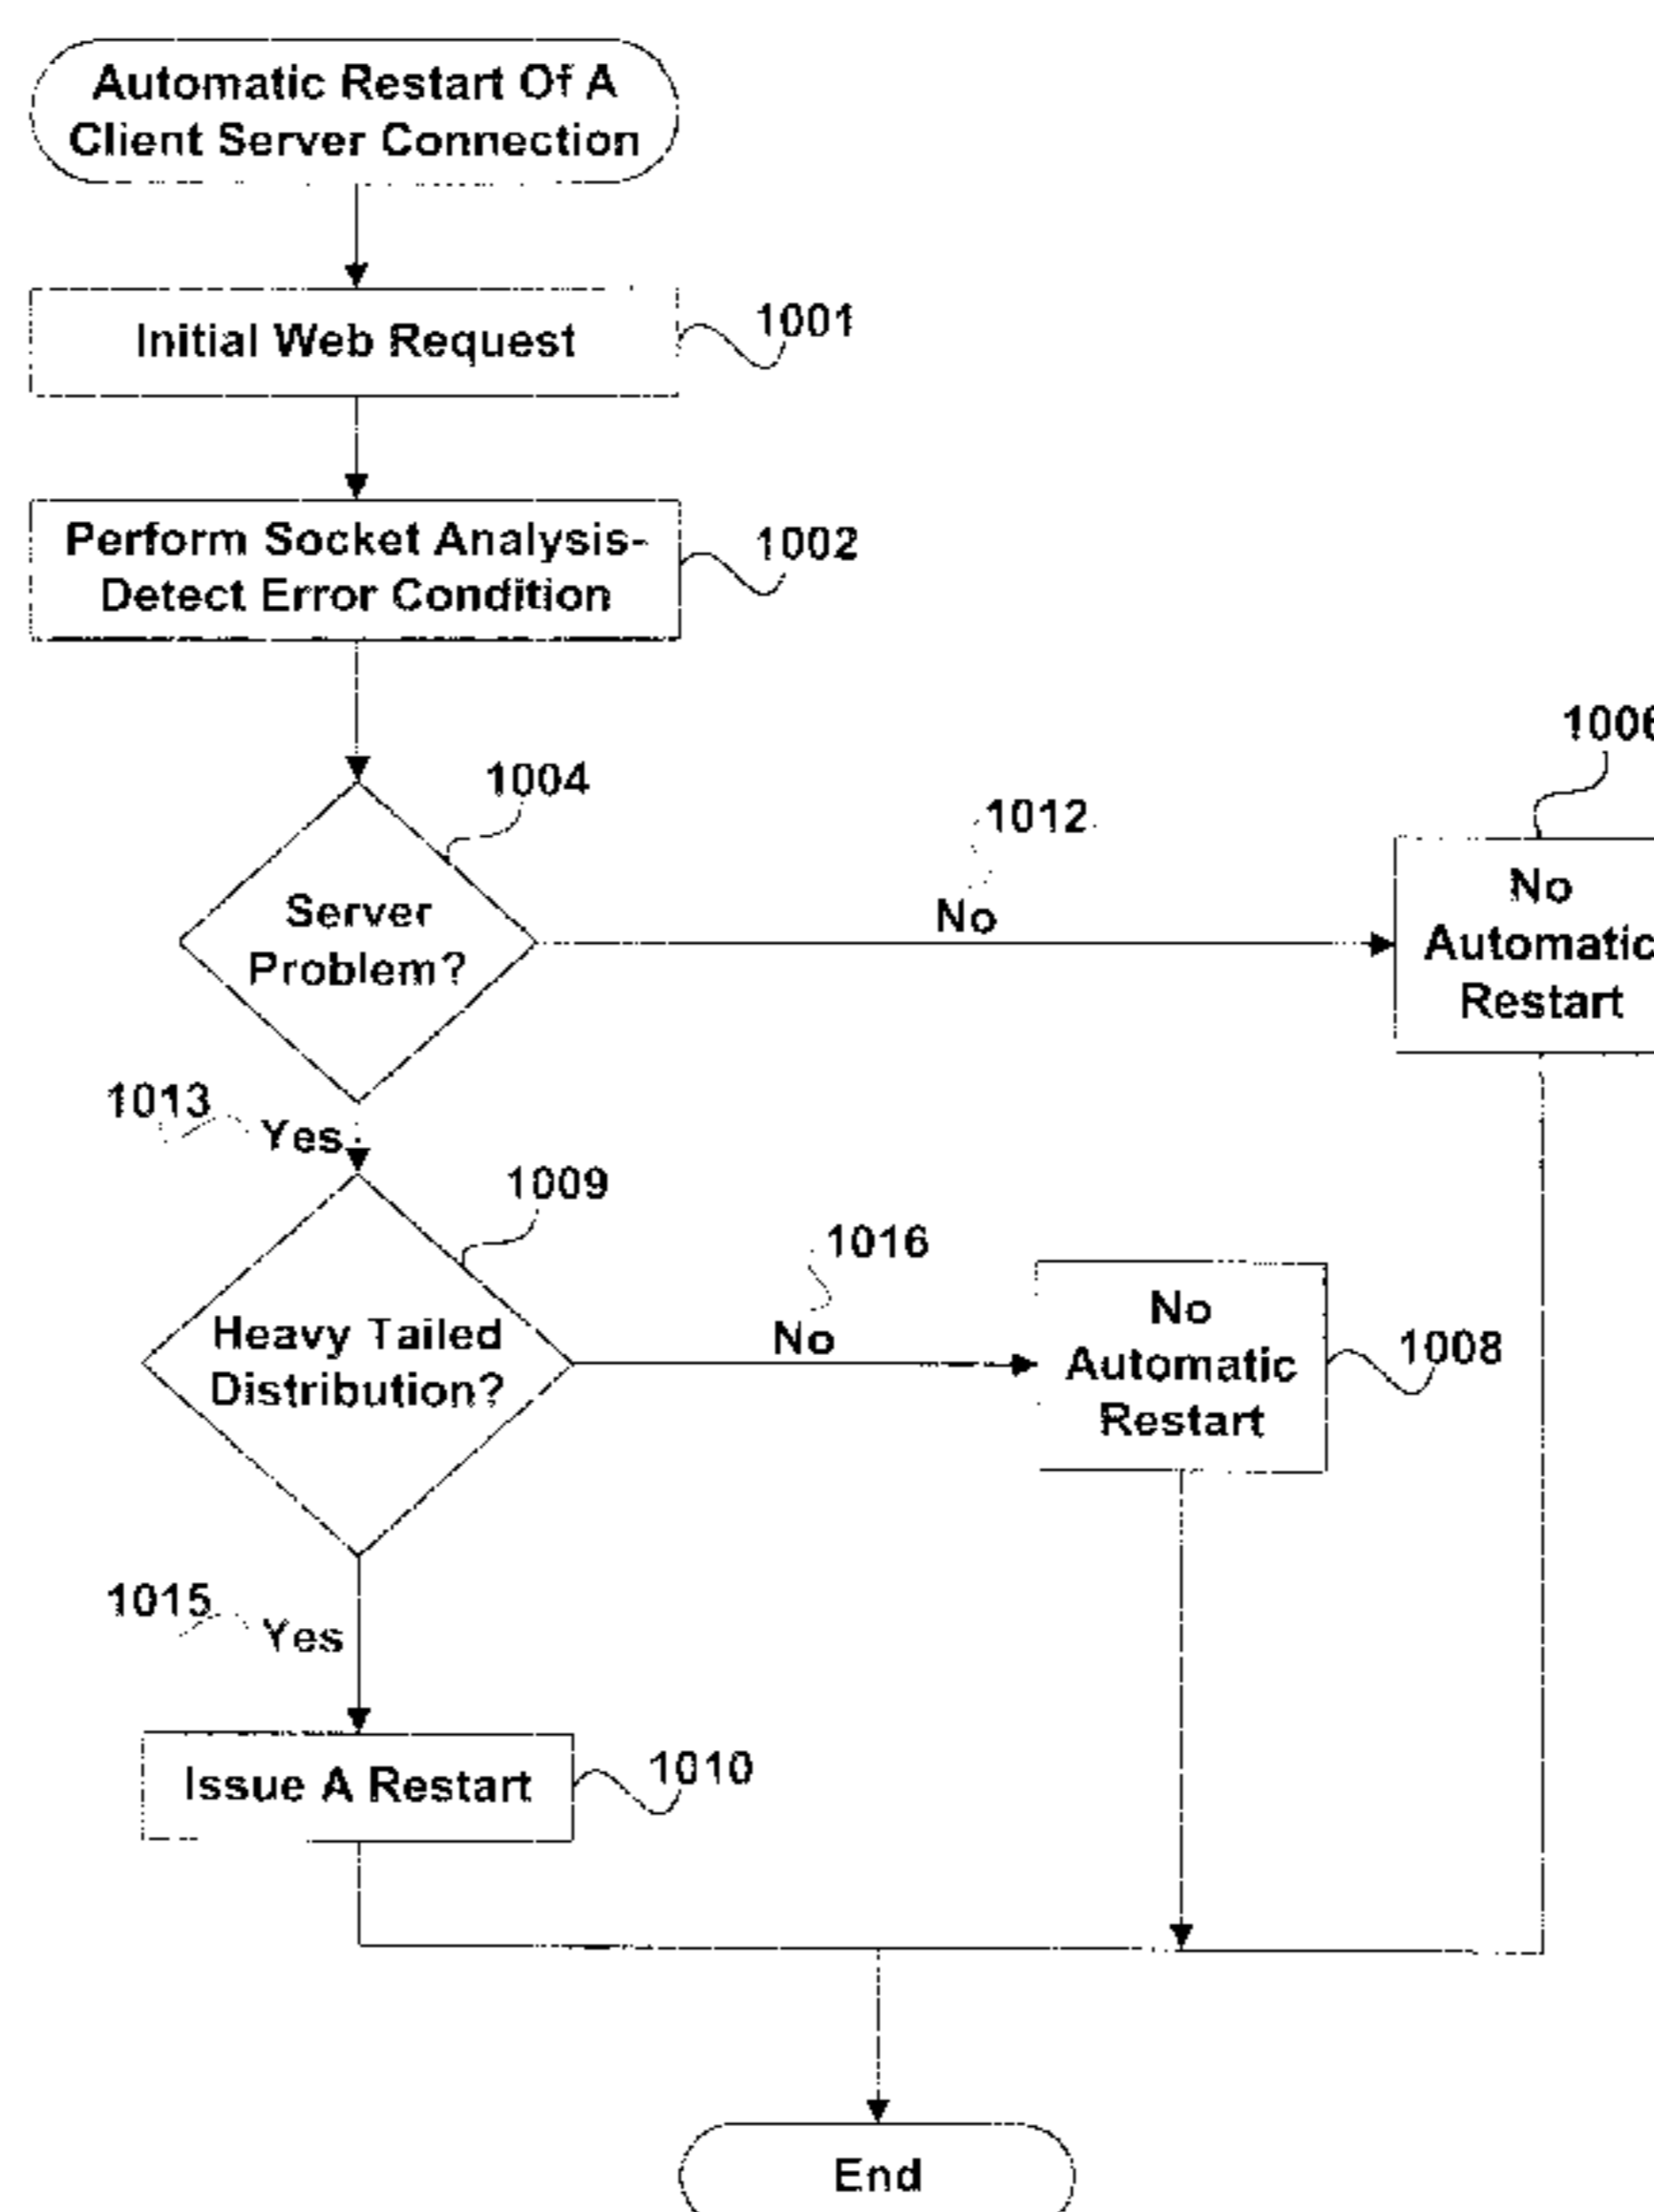 Automatic Restart Of A
Client Server Connection
Initial Web Request
1001
Perform Socket Analysis-
Detect Error Condition
1002
1004
Server
Problem?
1012
No
1006
No
Automatic
Restart
1013
Yes
1009
Heavy Tailed
Distribution?
1016
No
No
Automatic
Restart
1008
1015
Yes
Issue A Restart
1010
End